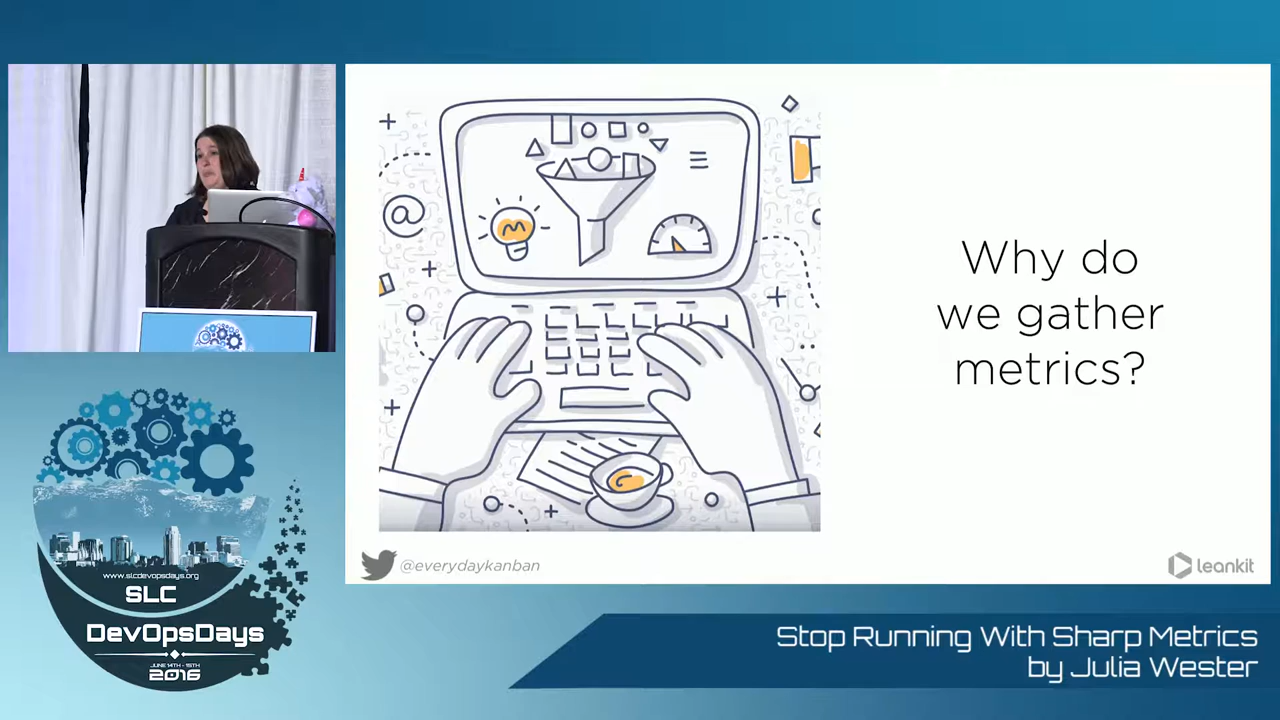 Why do
we gather
metrics?
@
@everydaykanban
leankit
www.slcdevopsdays.org
SLC
DevOpsDays
JUNE 14TH - 15TH
2016
Stop Running With Sharp Metrics
by Julia Wester